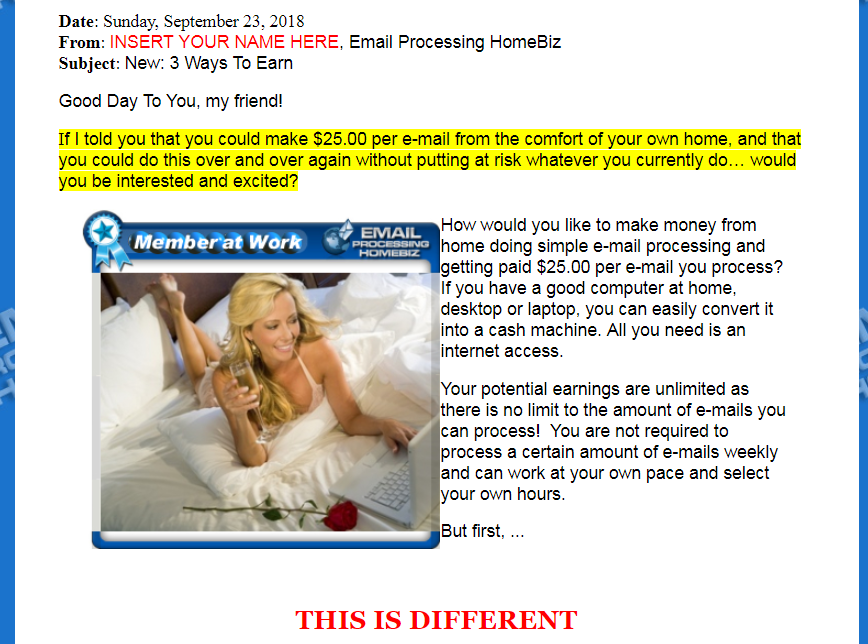 Date: Sunday, September 23, 2018
From: INSERT YOUR NAME HERE, Email Processing HomeBiz
Subject: New: 3 Ways To Earn
Good Day To You, my friend!
If I told you that you could make $25.00 per e-mail from the comfort of your own home, and that
you could do this over and over again without putting at risk whatever you currently do… would
you be interested and excited?
Member at Work
EMAIL
PROCESSING
HOMEBIZ
How would you like to make money from
home doing simple e-mail processing and
getting paid $25.00 per e-mail you process?
If you have a good computer at home,
desktop or laptop, you can easily convert it
into a cash machine. All you need is an
internet access.
Your potential earnings are unlimited as
there is no limit to the amount of e-mails you
can process!  You are not required to
process a certain amount of e-mails weekly
and can work at your own pace and select
your own hours.
But first, ...
THIS IS DIFFERENT